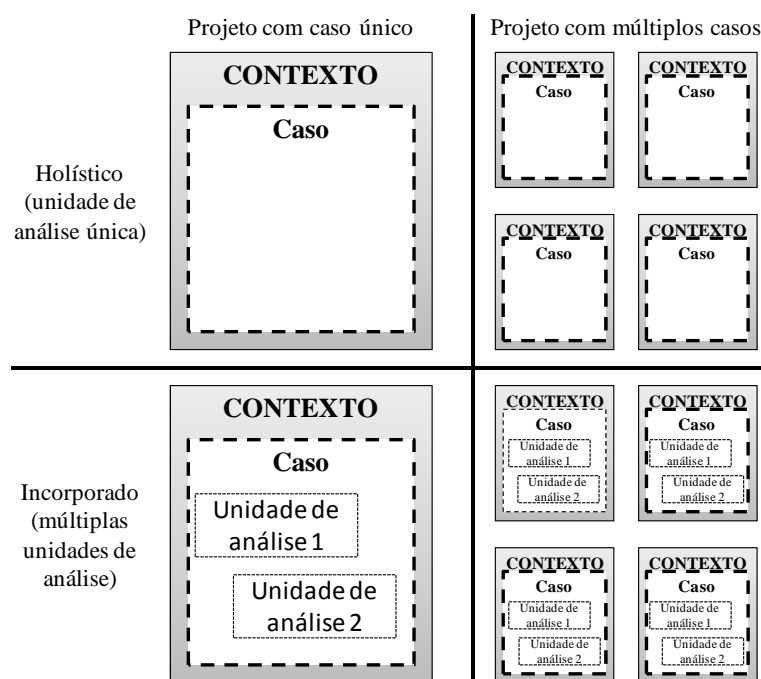 Projeto com caso único
Projeto com múltiplos casos
Holístico
(unidade de
análise única)
CONTEXTO
Caso
CONTEXTO
Caso
CONTEXTO
Caso
CONTEXTO
Caso
CONTEXTO
Caso
Incorporado
(múltiplas
unidades de
análise)
CONTEXTO
Caso
Unidade de
análise 1
Unidade de
análise 2
CONTEXTO
Caso
Unidade de
análise 1
Unidade de
análise 2
CONTEXTO
Caso
Unidade de
análise 1
Unidade de
análise 2
CONTEXTO
Caso
Unidade de
análise 1
Unidade de
análise 2
CONTEXTO
Caso
Unidade de
análise 1
Unidade de
análise 2